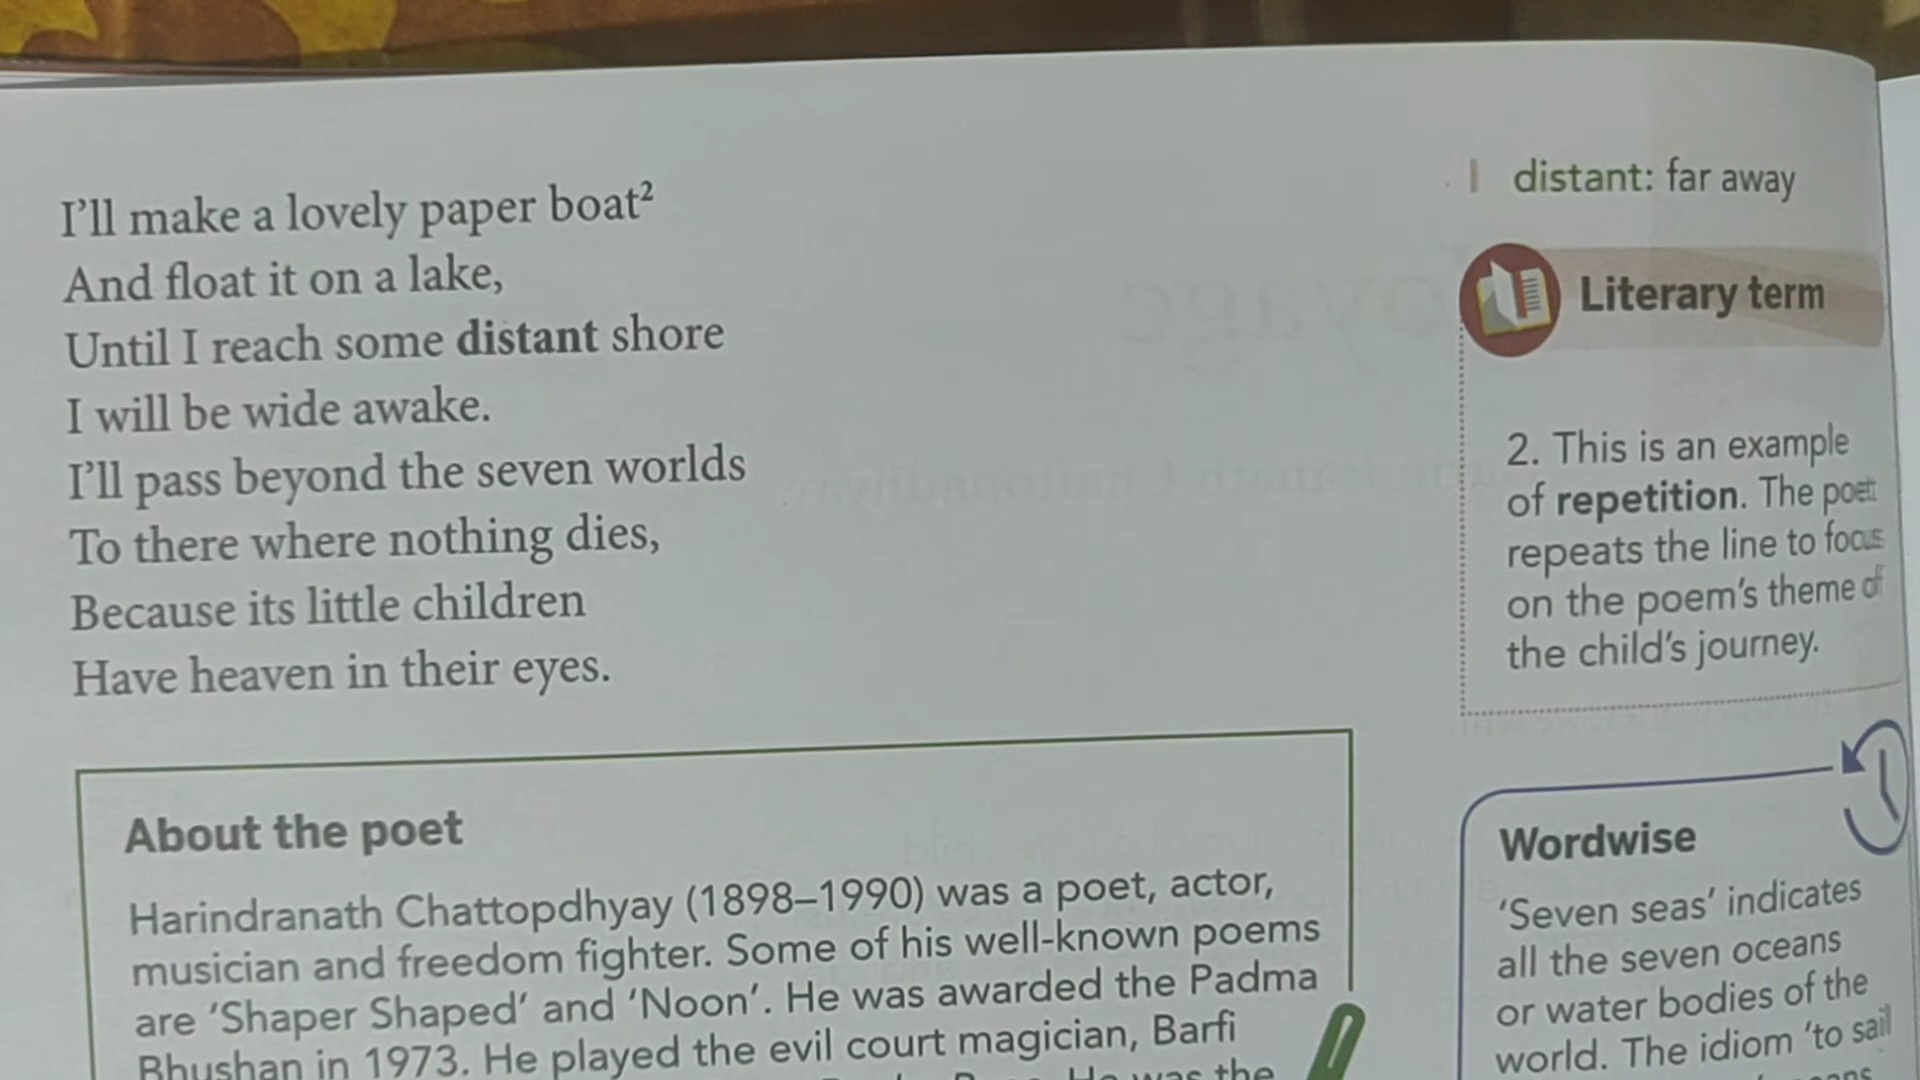 I'll make a lovely paper boat²
And float it on a lake,
Until I reach some distant shore
I will be wide awake.
I'll pass beyond the seven worlds
To there where nothing dies,
Because its little children
Have heaven in their eyes.
distant: far away
Literary term
2. This is an example
of repetition. The poet
repeats the line to focus
on the poem's theme of
the child's journey.
About the poet
Harindranath Chattopdhyay (1898–1990) was a poet, actor,
musician and freedom fighter. Some of his well-known poems
are ‘Shaper Shaped’ and ‘Noon’. He was awarded the Padma
Bhushan in 1973. He played the evil court magician, Barfi
He was the
Wordwise
‘Seven seas’ indicates
all the seven oceans
or water bodies of the
world. The idiom ‘to sail